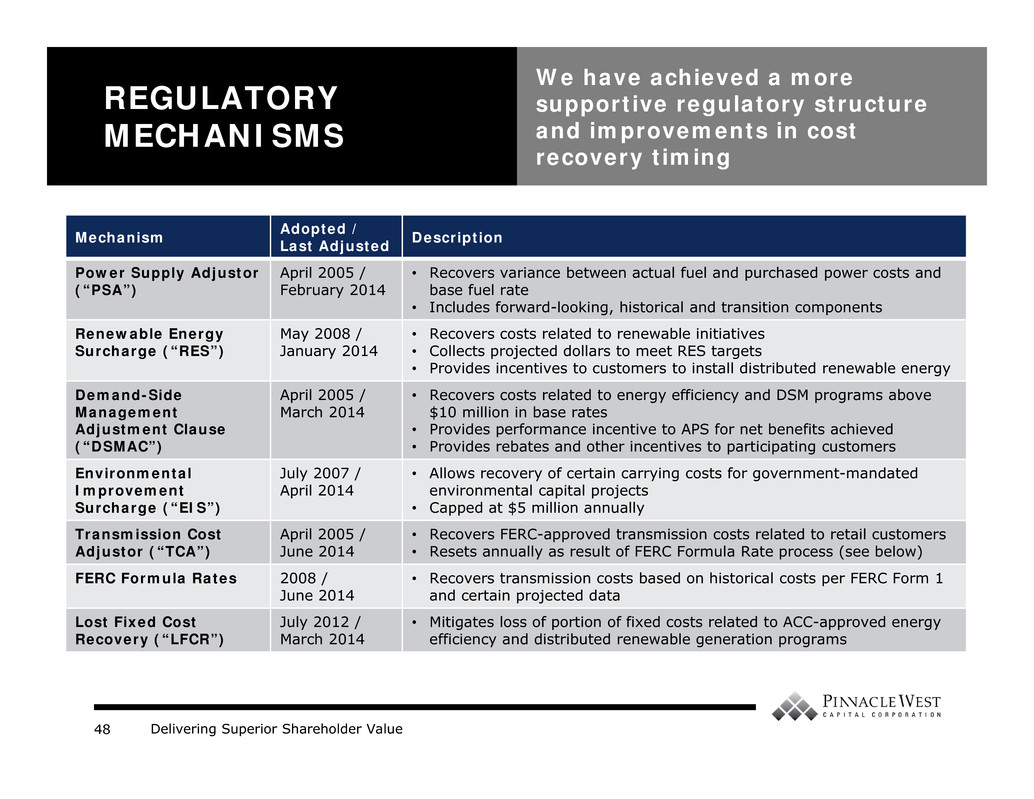 REGULATORY
MECHANISMS
We have achieved a more
supportive regulatory structure
and improvements in cost
recovery timing
Mechanism
Adopted /
Last Adjusted
Description
Power Supply Adjustor
("PSA")
April 2005 /
February 2014
• Recovers variance between actual fuel and purchased power costs and
base fuel rate
• Includes forward-looking, historical and transition components
Renewable Energy
Surcharge ("RES")
May 2008 /
January 2014
• Recovers costs related to renewable initiatives
• Collects projected dollars to meet RES targets
• Provides incentives to customers to install distributed renewable energy
Demand-Side
Management
Adjustment Clause
("DSMAC")
April 2005 /
March 2014
• Recovers costs related to energy efficiency and DSM programs above
$10 million in base rates
• Provides performance incentive to APS for net benefits achieved
• Provides rebates and other incentives to participating customers
Environmental
Improvement
Surcharge ("EIS")
July 2007 /
April 2014
• Allows recovery of certain carrying costs for government-mandated
environmental capital projects
• Capped at $5 million annually
Transmission Cost
Adjustor ("TCA")
April 2005 /
June 2014
• Recovers FERC-approved transmission costs related to retail customers
• Resets annually as result of FERC Formula Rate process (see below)
FERC Formula Rates
2008 /
June 2014
• Recovers transmission costs based on historical costs per FERC Form 1
and certain projected data
Lost Fixed Cost
Recovery ("LFCR")
July 2012 /
March 2014
• Mitigates loss of portion of fixed costs related to ACC-approved energy
efficiency and distributed renewable generation programs
PINNACLE WEST
CAPITAL CORPORATION
48 Delivering Superior Shareholder Value